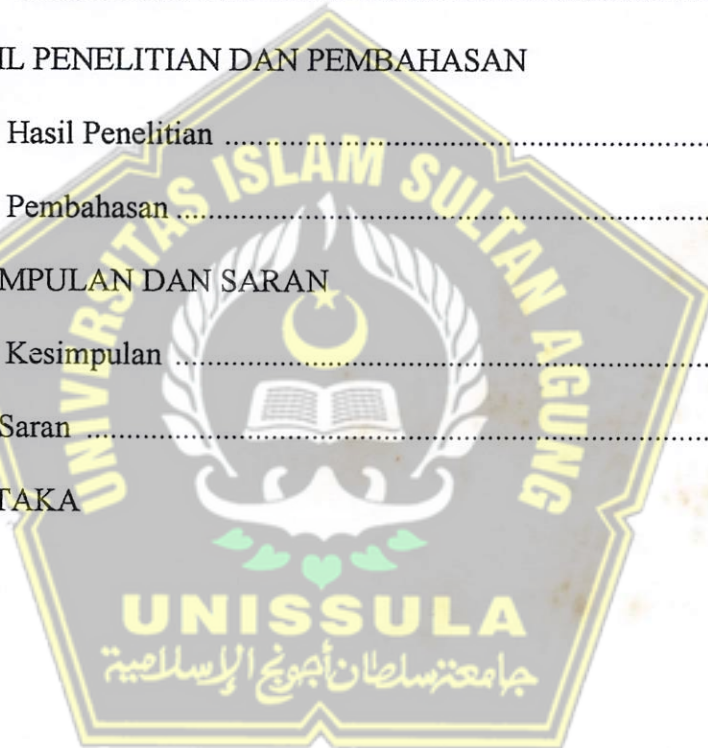 IL PENELITIAN DAN PEMBAHASAN
Hasil Penelitian ..........................................................................
Pembahasan ..........................................................................
MPULAN DAN SARAN
Kesimpulan ..........................................................................
Saran ..........................................................................
TAKA
UNIVERSITAS ISLAM SULTAN AGUNG
UNISSULA
جامعة سلطان أجونج الإسلامية